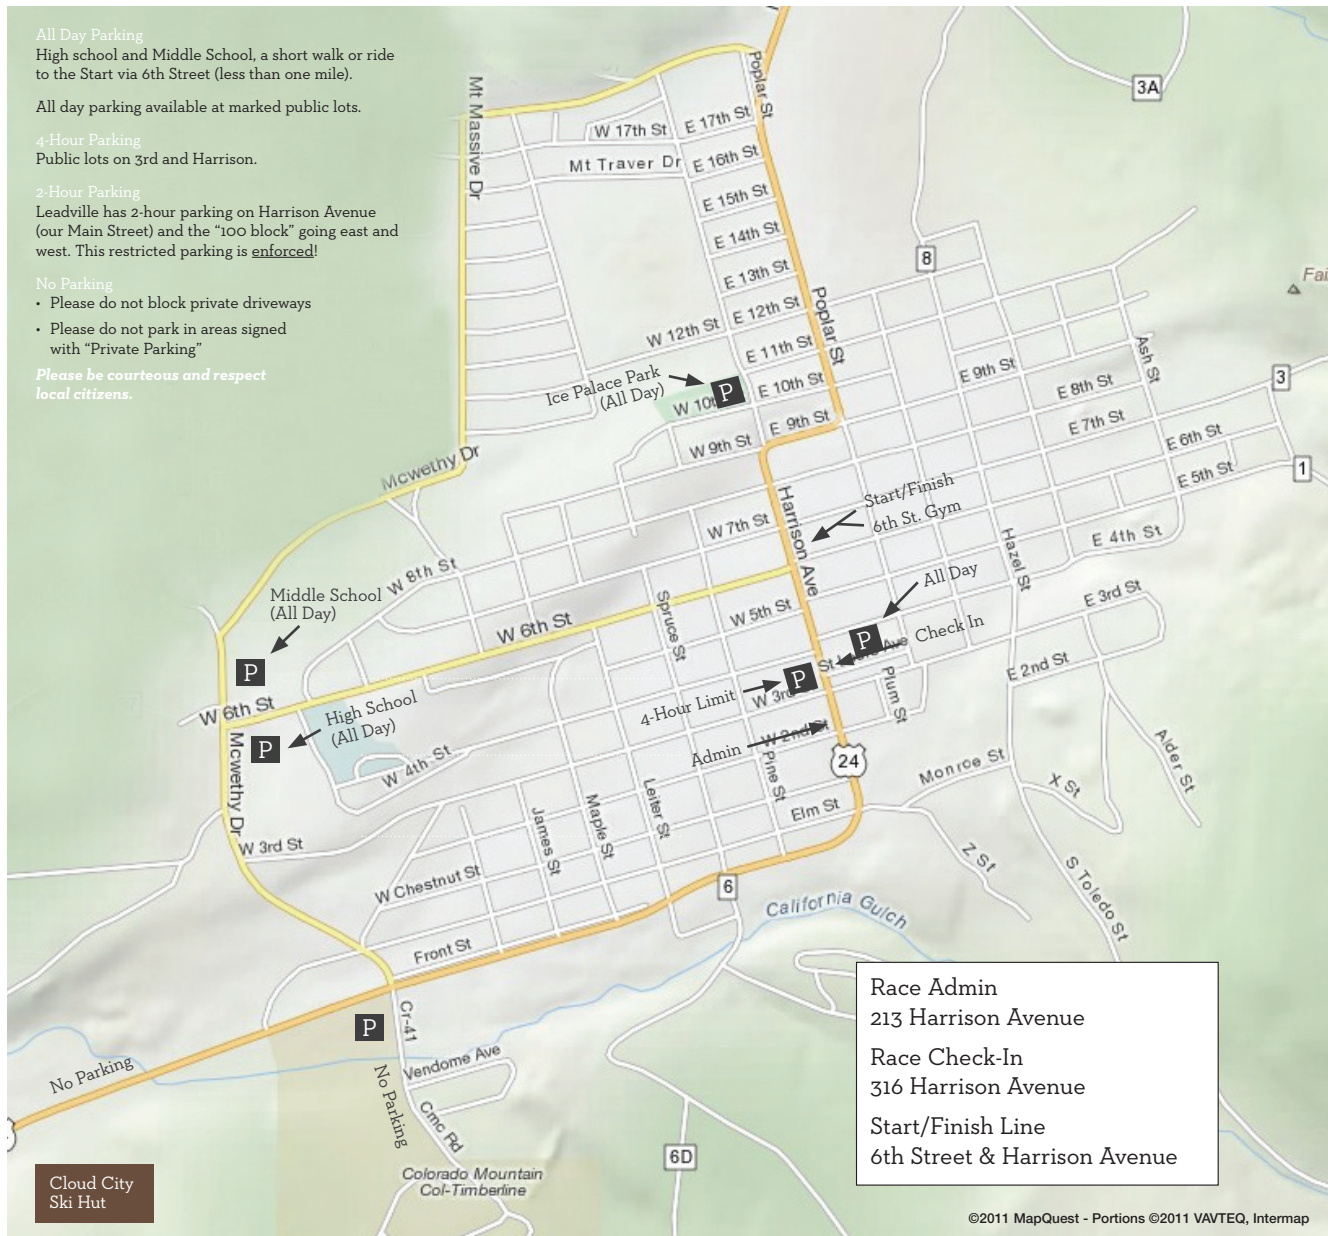 All Day Parking
High school and Middle School, a short walk or ride
to the Start via 6th Street (less than one mile).
All day parking available at marked public lots.
4-Hour Parking
Public lots on 3rd and Harrison.
2-Hour Parking
Leadville has 2-hour parking on Harrison Avenue
(our Main Street) and the “100 block” going east and
west. This restricted parking is enforced!
No Parking
• Please do not block private driveways
• Please do not park in areas signed
with “Private Parking”
Please be courteous and respect
local citizens.
Mt Massive Dr
Poplar St
3A
W 17th St
E 17th St
Mt Traver Dr
E 16th St
E 15th St
E 14th St
E 13th St
8
W 12th St
E 12th St
Poplar St
E 11th St
Ash St
Ice Palace Park
(All Day)
P
W 10
E 10th St
E 9th St
E 8th St
3
W 9th St
E 9th St
E 7th St
E 6th St
E 5th St
1
Mcwethy Dr
Harrison Ave
Start/Finish
6th St. Gym
W 7th St
E 4th St
Hazel St
W 8th St
All Day
Middle School
(All Day)
P
W 6th St
Spruce St
W 5th St
E 3rd St
P
Check In
St
Ave
E 2nd St
4-Hour Limit
P
W 3r
Plum St
W 6th St
High School
(All Day)
P
Mcwethy Dr
W 4th St
Admin
W 2nd St
Pine St
24
Monroe St
Alder St
X St
Leiter St
Maple St
James St
Elm St
W 3rd St
Z St
S Toledo St
W Chestnut St
6
California Gulch
Front St
P
Cr-41
No Parking
Vendome Ave
No Parking
Cmc Rd
Colorado Mountain
Col-Timberline
6D
Race Admin
213 Harrison Avenue
Race Check-In
316 Harrison Avenue
Start/Finish Line
6th Street & Harrison Avenue
Cloud City
Ski Hut
©2011 MapQuest - Portions ©2011 VAVTEQ, Intermap